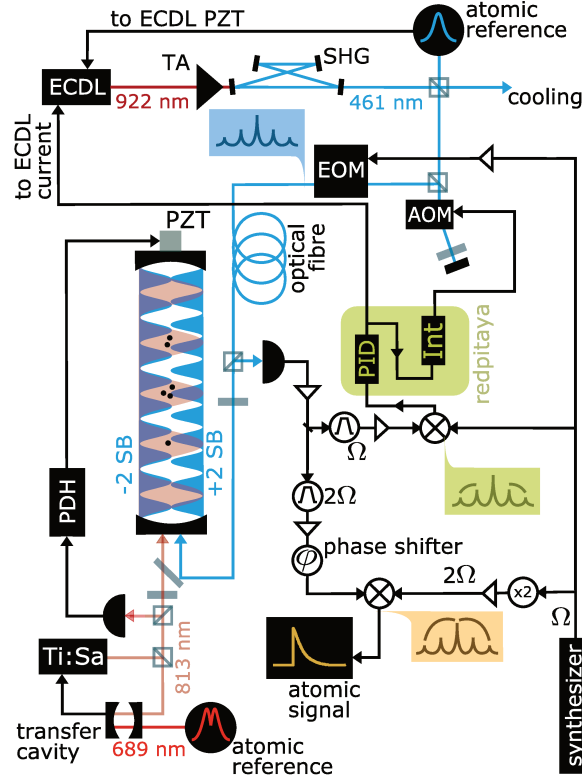 to ECDL PZT
atomic
reference
TA
SHG
ECDL
922 nm
461 nm
cooling
to ECDL
current
EOM
AOM
PZT
optical
fibre
PID
Int
redpitaya
-2 SB
+2 SB
Ω
PDH
2Ω
phase shifter
φ
2Ω
x2
Ω
Ti:Sa
813 nm
atomic
signal
synthesizer
transfer
cavity
689 nm
atomic
reference